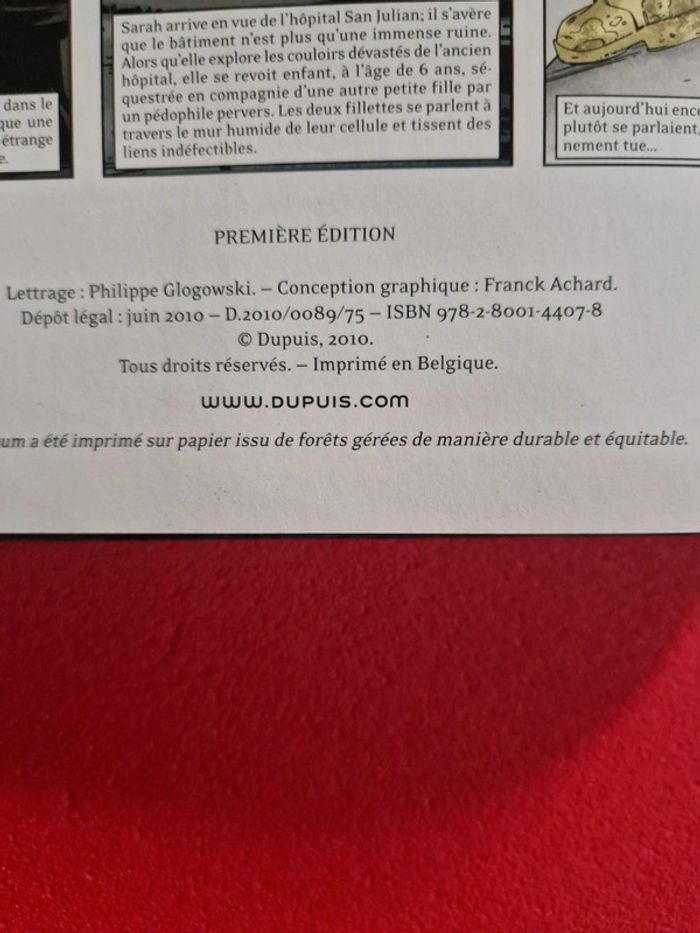 dans le
que une
étrange
e.
Sarah arrive en vue de l'hôpital San Julian; il s'avère
que le bâtiment n'est plus qu'une immense ruine.
Alors qu'elle explore les couloirs dévastés de l'ancien
hôpital, elle se revoit enfant, à l'âge de 6 ans, sé-
questrée en compagnie d'une autre petite fille par
un pédophile pervers. Les deux fillettes se parlent à
travers le mur humide de leur cellule et tissent des
liens indéfectibles.
Et aujourd'hui enco
plutôt se parlaient,
nement tue...
PREMIÈRE ÉDITION
Lettrage : Philippe Glogowski. – Conception graphique : Franck Achard.
Dépôt légal : juin 2010 – D.2010/0089/75 – ISBN 978-2-8001-4407-8
© Dupuis, 2010.
Tous droits réservés. – Imprimé en Belgique.
WWW.DUPUIS.COM
um a été imprimé sur papier issu de forêts gérées de manière durable et équitable.